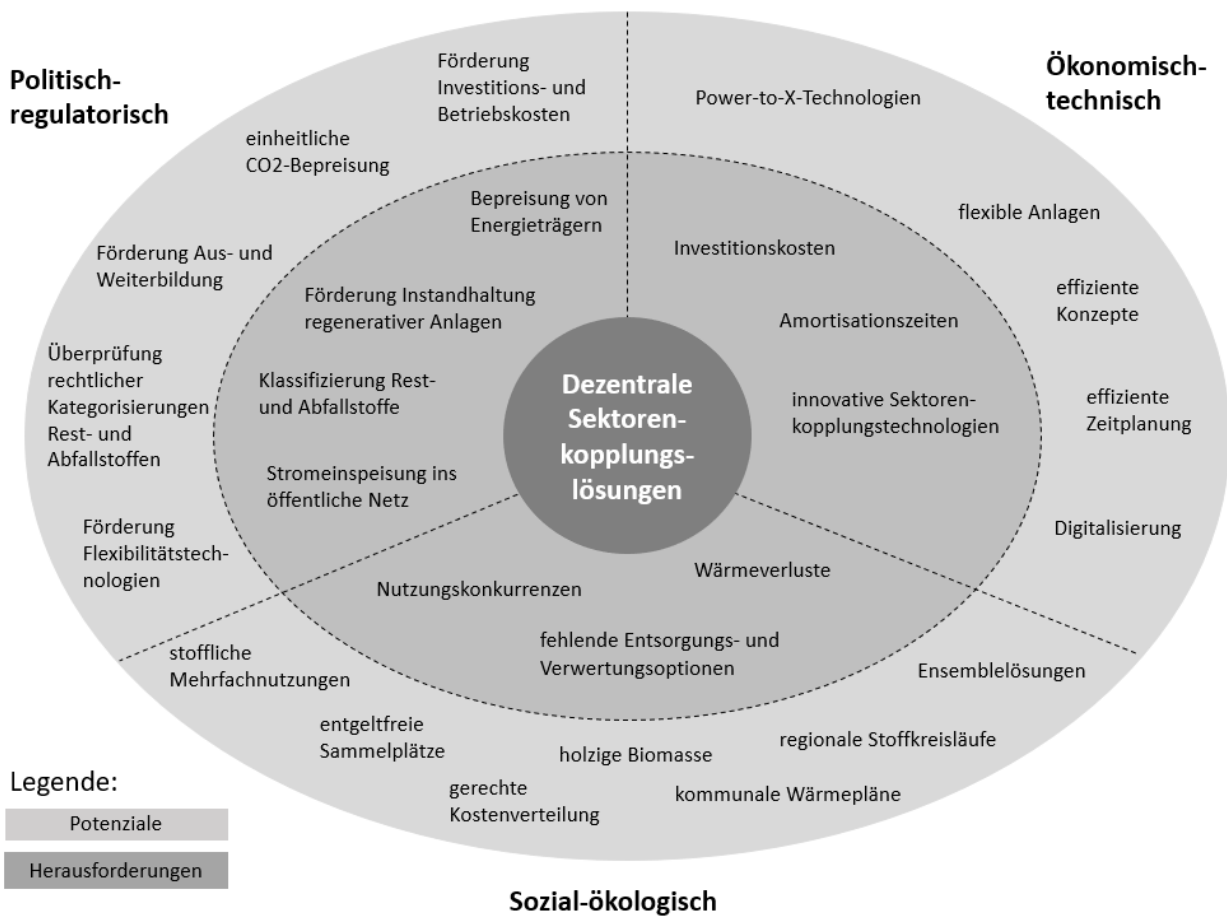 Politisch-
regulatorisch
Ökonomisch-
technisch
Förderung
Investitions- und
Betriebskosten
einheitliche
CO2-Bepreisung
Förderung Aus- und
Weiterbildung
Überprüfung
rechtlicher
Kategorisierungen
Rest- und
Abfallstoffen
Förderung
Flexibilitätstech-
nologien
Bepreisung von
Energieträgern
Förderung Instandhaltung
regenerativer Anlagen
Klassifizierung Rest-
und Abfallstoffe
Stromeinspeisung ins
öffentliche Netz
Dezentrale
Sektoren-
kopplungs-
lösungen
Power-to-X-Technologien
flexible Anlagen
effiziente
Konzepte
effiziente
Zeitplanung
Digitalisierung
Investitionskosten
Amortisationszeiten
innovative Sektoren-
kopplungstechnologien
Nutzungskonkurrenzen
Wärmeverluste
fehlende Entsorgungs- und
Verwertungsoptionen
stoffliche
Mehrfachnutzungen
entgeltfreie
Sammelplätze
gerechte
Kostenverteilung
holzige Biomasse
kommunale Wärmepläne
regionale Stoffkreisläufe
Ensemblelösungen
Sozial-ökologisch
Legende:
Potenziale
Herausforderungen